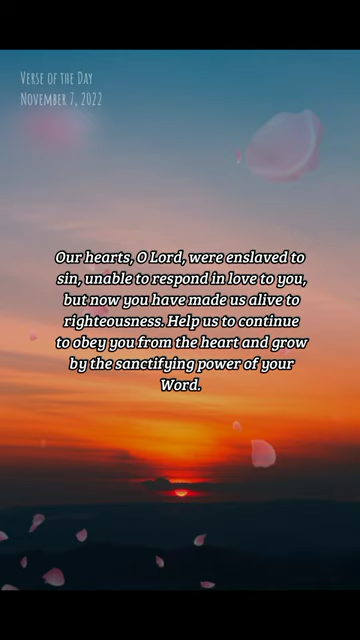 Verse of the Day
November 7, 2022
Our hearts, O Lord, were enslaved to
sin, unable to respond in love to you,
but now you have made us alive to
righteousness. Help us to continue
to obey you from the heart and grow
by the sanctifying power of your
Word.